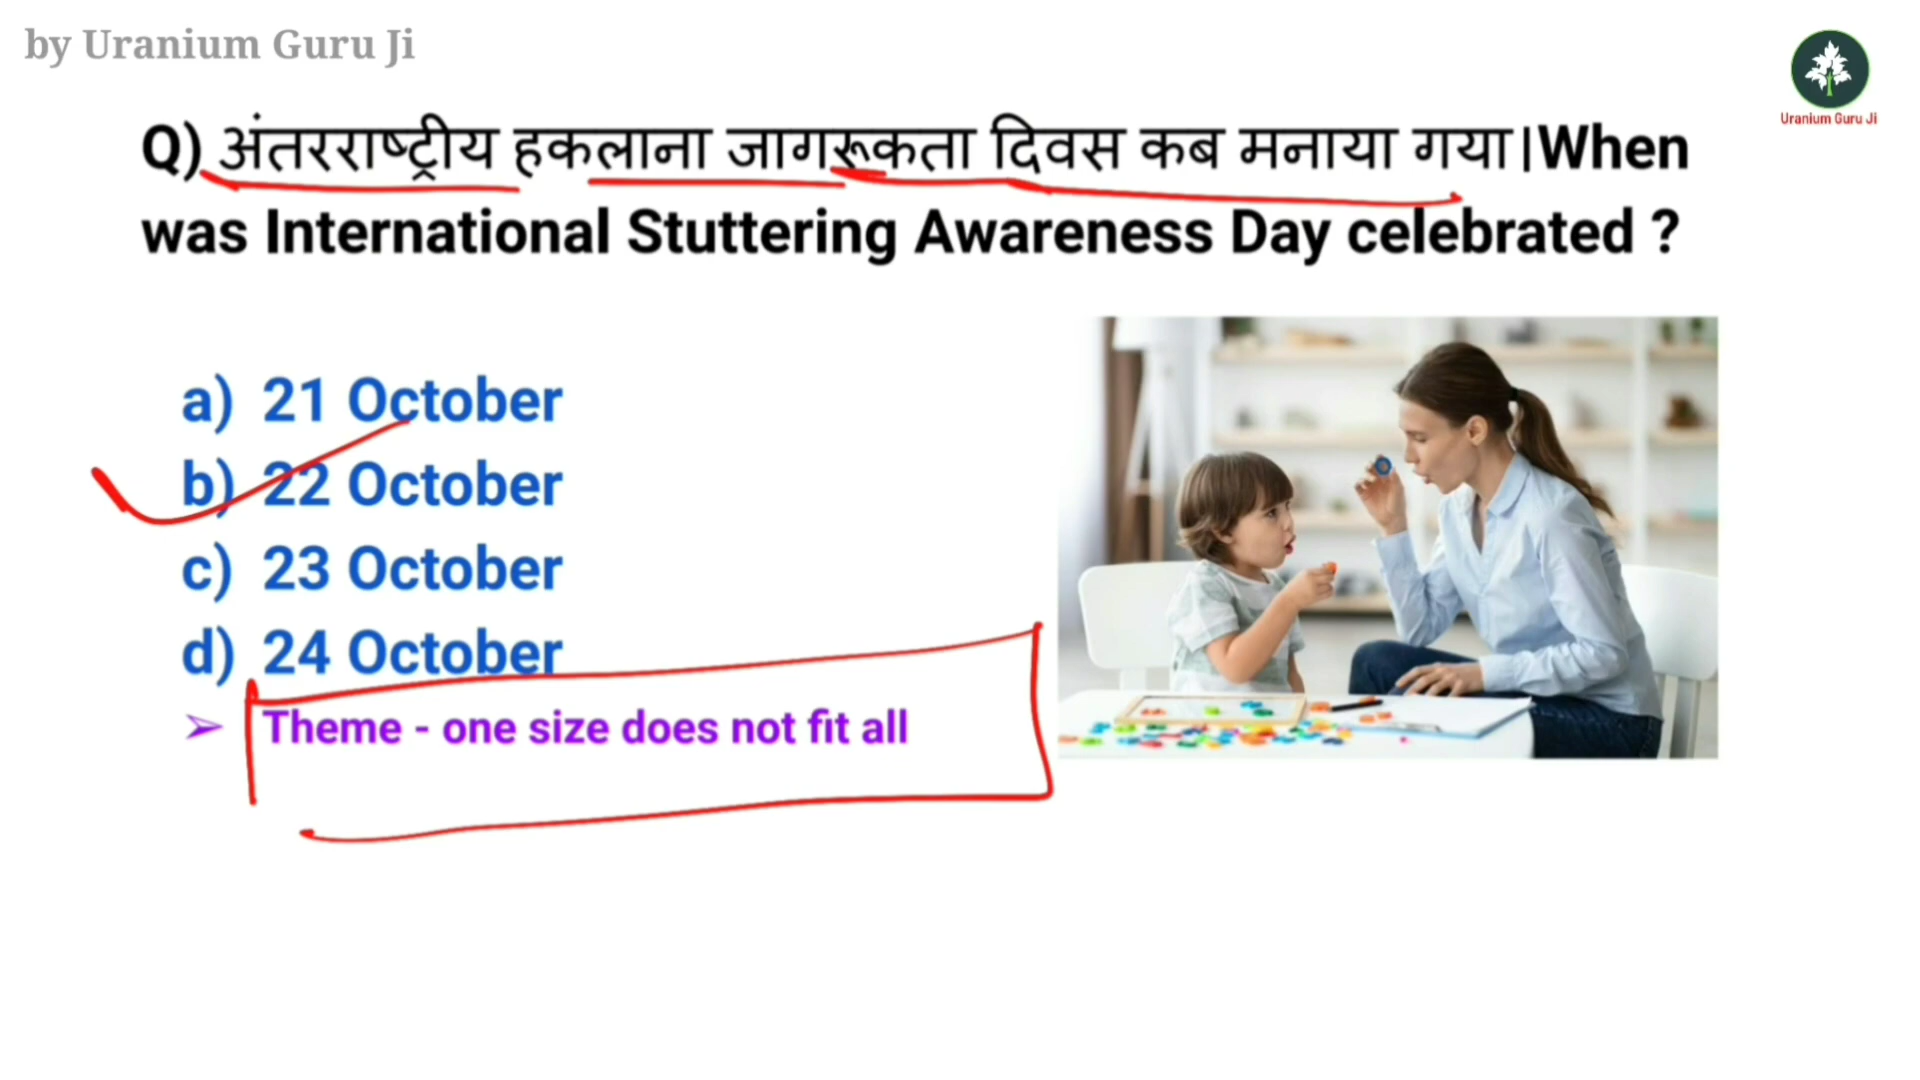 by Uranium Guru Ji
Uranium Guru Ji
Q) अंतरराष्ट्रीय हकलाना जागरूकता दिवस कब मनाया गया|When
was International Stuttering Awareness Day celebrated ?
a) 21 October
b) 22 October
c) 23 October
d) 24 October
➢ Theme - one size does not fit all